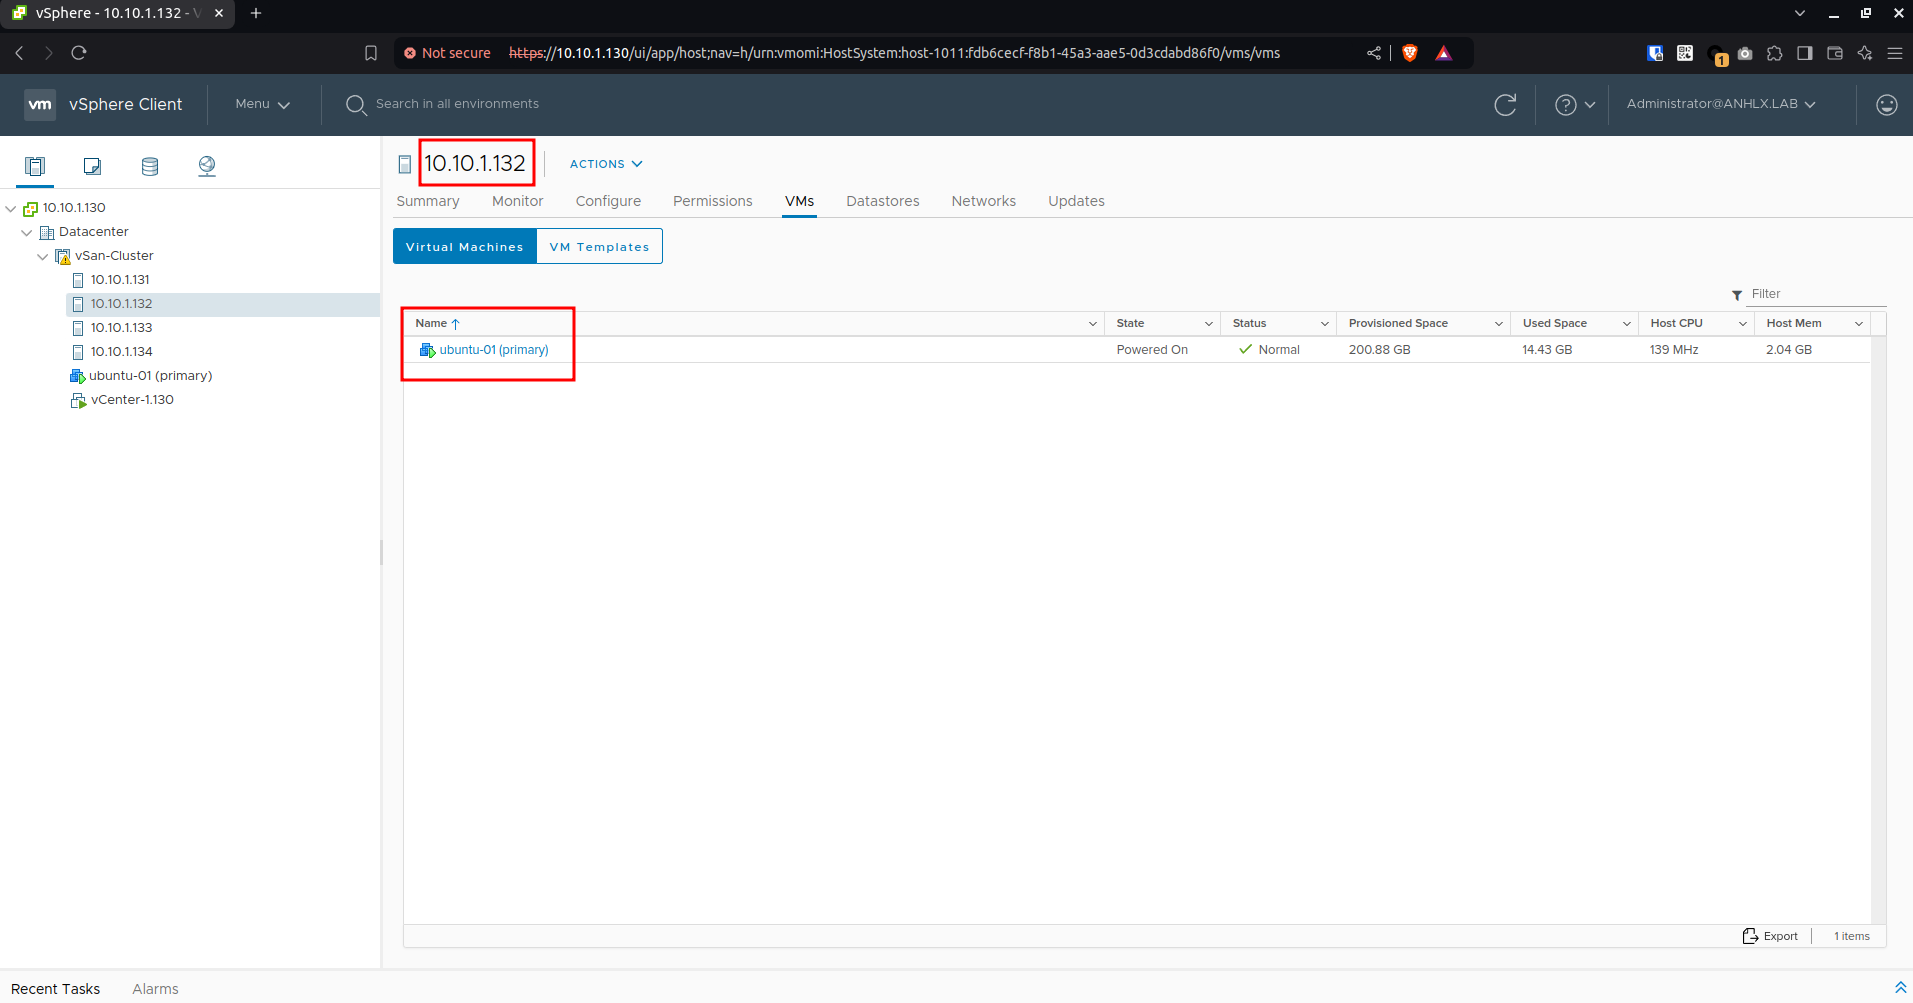 vSphere - 10.10.1.132 - V
Not secure https://10.10.1.130/ui/app/host;nav=h/urn:vmomi:HostSystem:host-1011:fdb6cecf-f8b1-45a3-aae5-0d3cdabd86f0/vms/vms
1
vm vSphere Client Menu Search in all environments Administrator@ANHLX.LAB
10.10.1.132 ACTIONS
Summary Monitor Configure Permissions VMs Datastores Networks Updates
10.10.1.130
Datacenter
vSan-Cluster
10.10.1.131
10.10.1.132
10.10.1.133
10.10.1.134
ubuntu-01 (primary)
vCenter-1.130
Virtual Machines VM Templates
Filter
Name State Status Provisioned Space Used Space Host CPU Host Mem
ubuntu-01 (primary) Powered On Normal 200.88 GB 14.43 GB 139 MHz 2.04 GB
Export 1 items
Recent Tasks Alarms